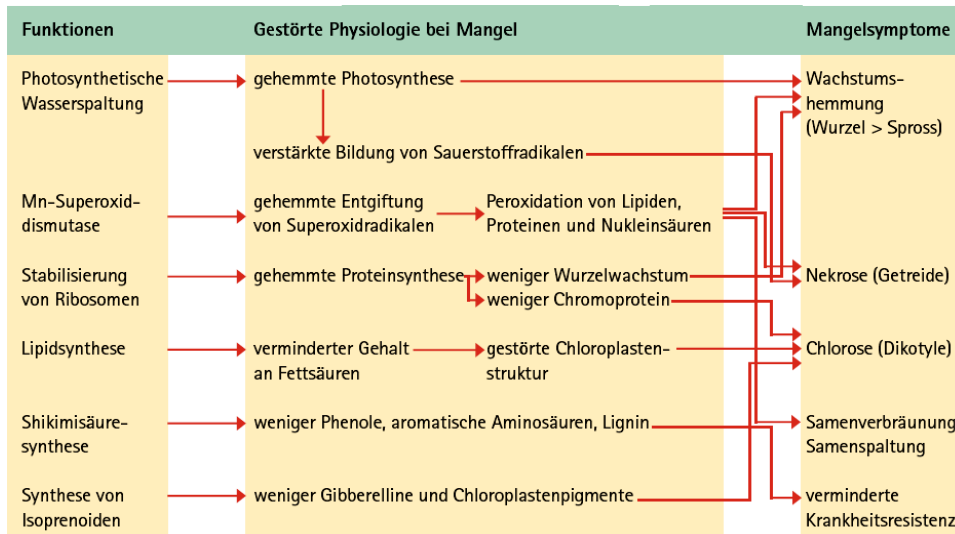 Funktionen
Gestörte Physiologie bei Mangel
Mangelsymptome
Photosynthetische
Wasserspaltung
gehemmte Photosynthese
Wachstums-
hemmung
(Wurzel > Spross)
verstärkte Bildung von Sauerstoffradikalen
Mn-Superoxid-
dismutase
gehemmte Entgiftung
von Superoxidradikalen
Peroxidation von Lipiden,
Proteinen und Nukleinsäuren
Stabilisierung
von Ribosomen
gehemmte Proteinsynthese
weniger Wurzelwachstum
weniger Chromoprotein
Nekrose (Getreide)
Lipidsynthese
verminderter Gehalt
an Fettsäuren
gestörte Chloroplasten-
struktur
Chlorose (Dikotyle)
Shikimisäure-
synthese
weniger Phenole, aromatische Aminosäuren, Lignin
Samenverbräunung
Samenspaltung
Synthese von
Isoprenoiden
weniger Gibberelline und Chloroplastenpigmente
verminderte
Krankheitsresistenz